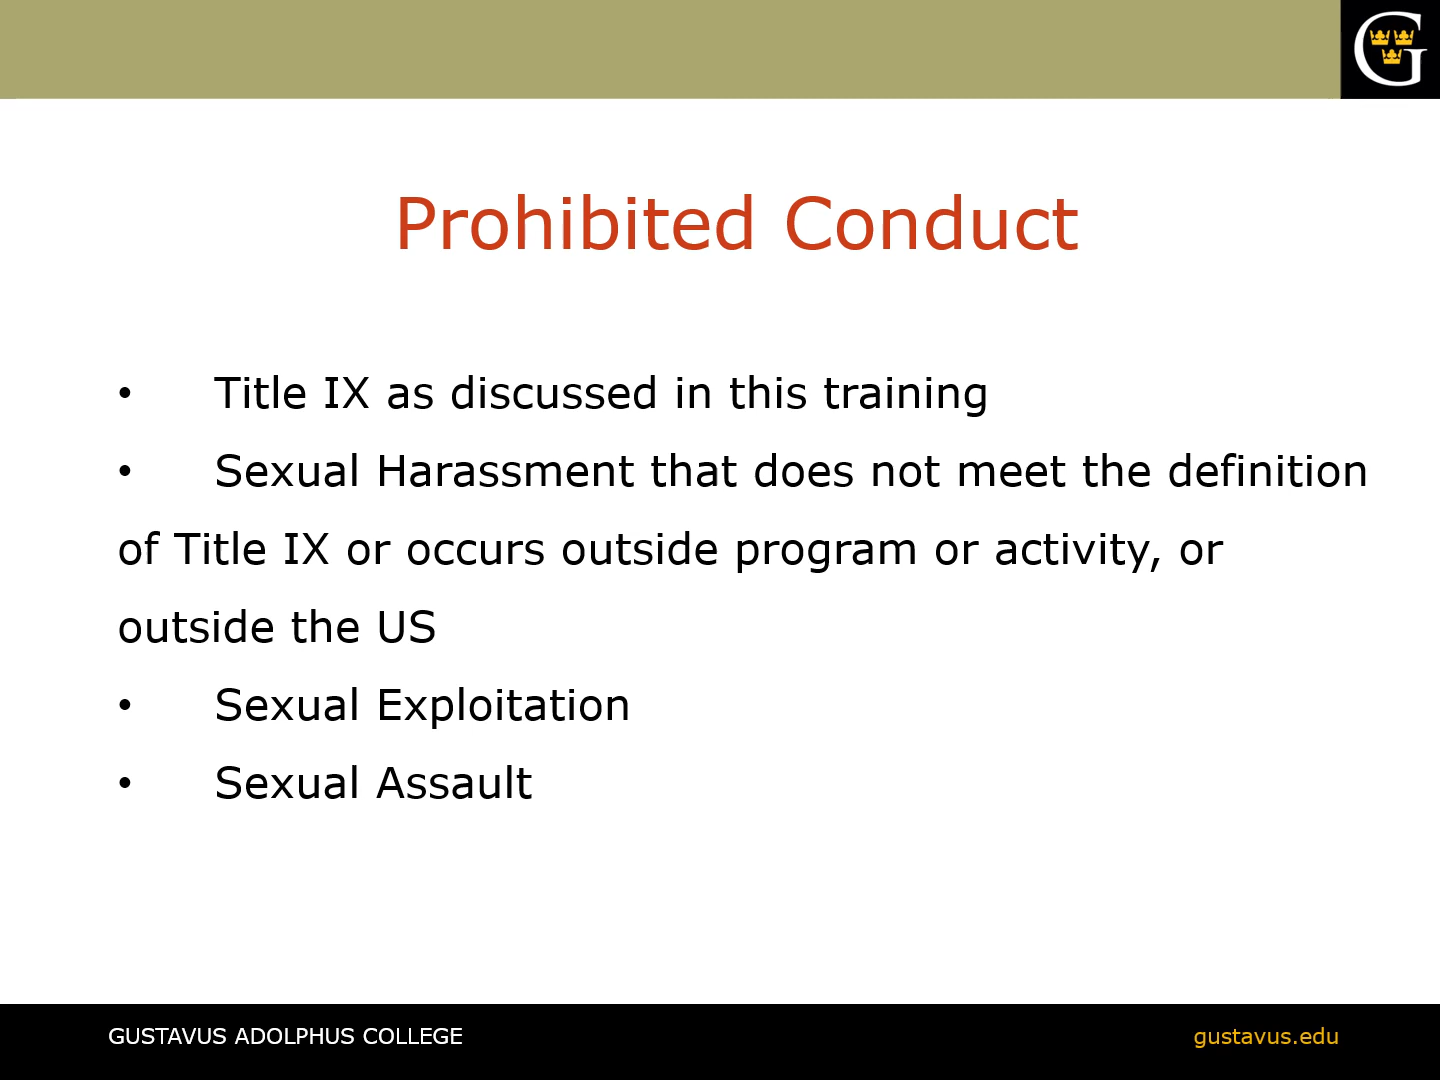 G
Prohibited Conduct
• Title IX as discussed in this training
• Sexual Harassment that does not meet the definition
of Title IX or occurs outside program or activity, or
outside the US
• Sexual Exploitation
• Sexual Assault
GUSTAVUS ADOLPHUS COLLEGE
gustavus.edu